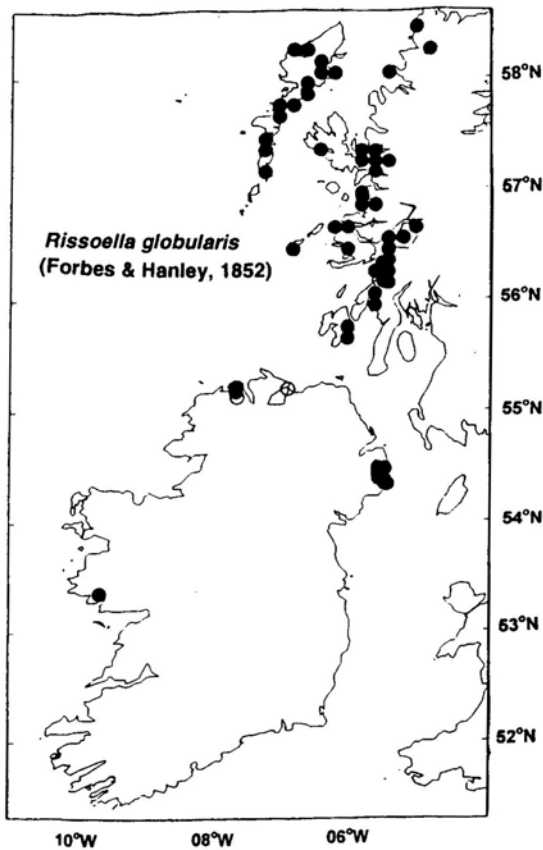 58°N
57°N
Rissoella globularis
(Forbes & Hanley, 1852)
56°N
55°N
54°N
53°N
52°N
10°W 08°W 06°W